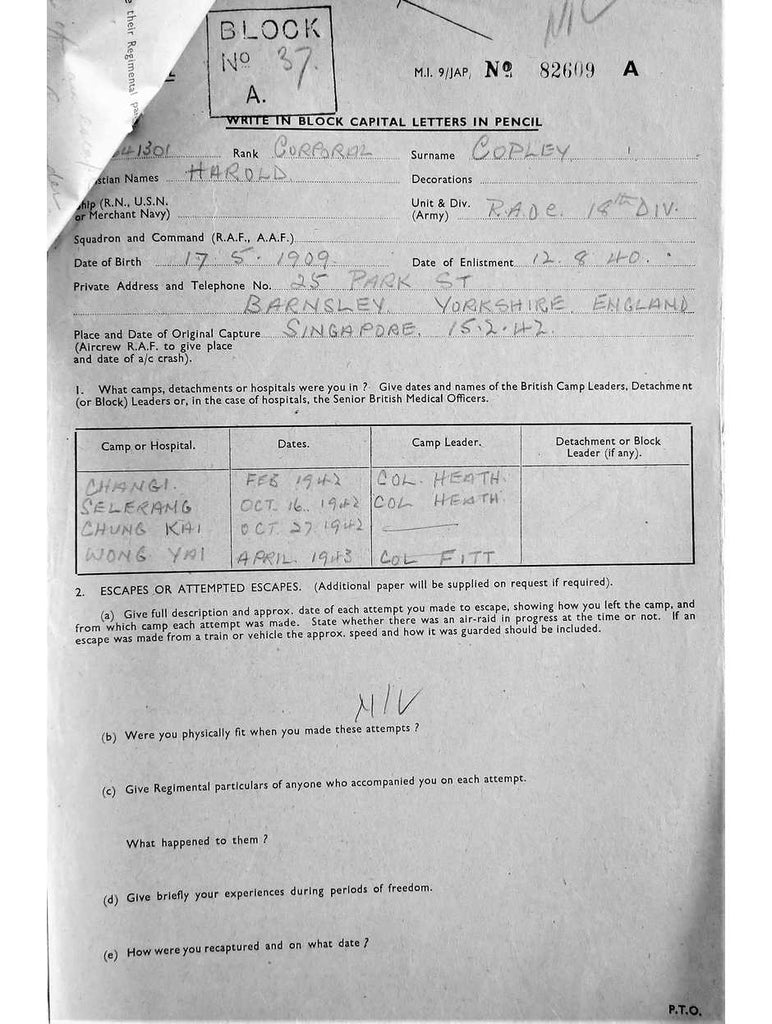 their Regimental pa
BLOCK
No 37.
A.
M.I. 9/JAP, No 82609 A
WRITE IN BLOCK CAPITAL LETTERS IN PENCIL
41301 Rank CORPORAL Surname COPLEY
stian Names HAROLD Decorations
hip (R.N., U.S.N. Unit & Div. R.A.O.C. 18th DIV.
or Merchant Navy) (Army)
Squadron and Command (R.A.F., A.A.F.)
Date of Birth 17 5. 1909. Date of Enlistment 12. 8 40.
Private Address and Telephone No. 25 PARK ST
BARNSLEY. YORKSHIRE. ENGLAND
Place and Date of Original Capture SINGAPORE. 15.2.42.
(Aircrew R.A.F. to give place
and date of a/c crash).
1. What camps, detachments or hospitals were you in ? Give dates and names of the British Camp Leaders, Detachment
(or Block) Leaders or, in the case of hospitals, the Senior British Medical Officers.
Camp or Hospital. Dates. Camp Leader. Detachment or Block
Leader (if any).
CHANGI. FEB 1942 COL. HEATH.
SELERANG OCT. 16. 1942 COL HEATH.
CHUNG KAI OCT. 27. 1942
WONG YAI APRIL. 1943 COL FITT
2. ESCAPES OR ATTEMPTED ESCAPES. (Additional paper will be supplied on request if required).
(a) Give full description and approx. date of each attempt you made to escape, showing how you left the camp, and
from which camp each attempt was made. State whether there was an air-raid in progress at the time or not. If an
escape was made from a train or vehicle the approx. speed and how it was guarded should be included.
(b) Were you physically fit when you made these attempts ?
(c) Give Regimental particulars of anyone who accompanied you on each attempt.
What happened to them ?
(d) Give briefly your experiences during periods of freedom.
(e) How were you recaptured and on what date ?
P.T.O.